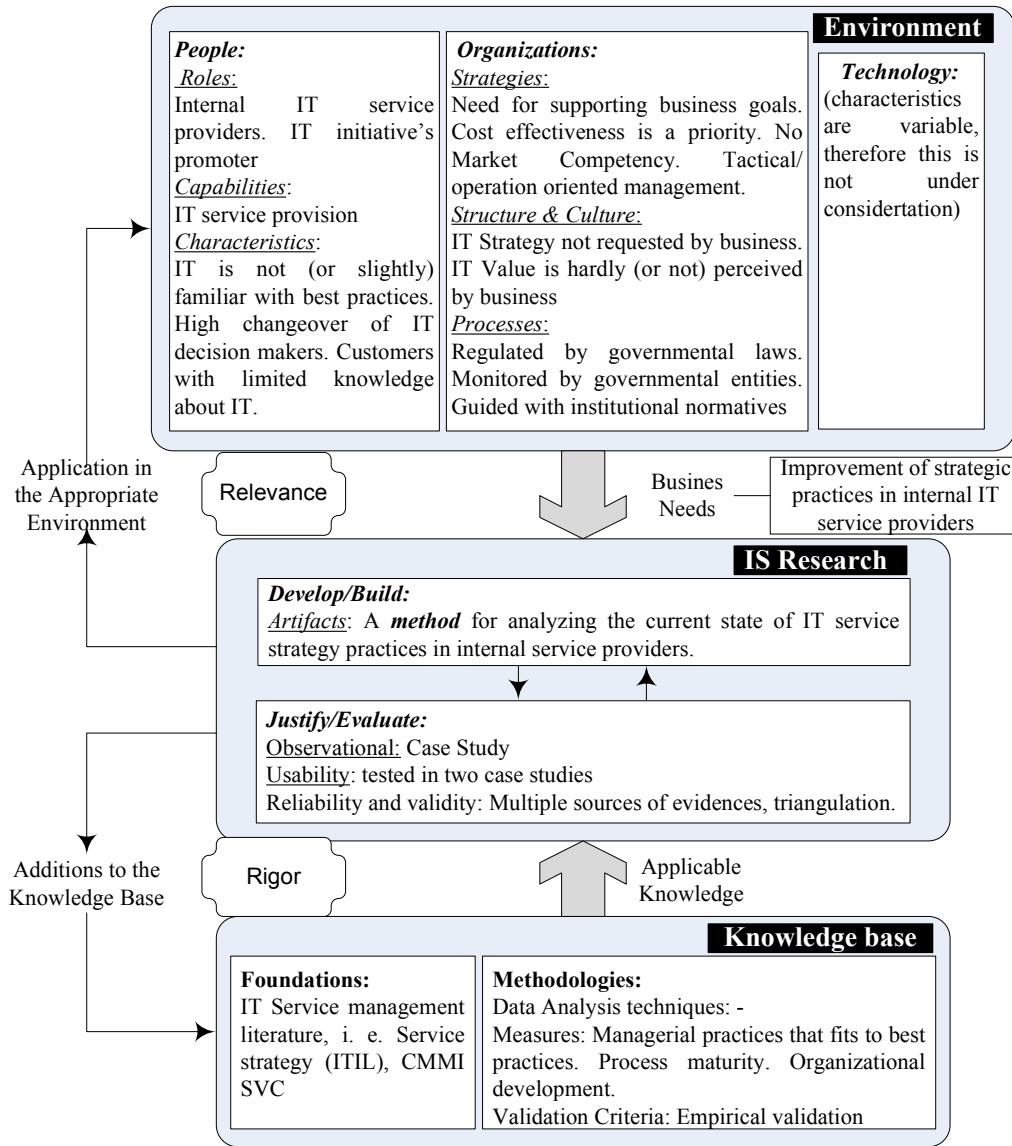 Environment
People:
Roles:
Internal IT service
providers. IT initiative's
promoter
Capabilities:
IT service provision
Characteristics:
IT is not (or slightly)
familiar with best practices.
High changeover of IT
decision makers. Customers
with limited knowledge
about IT.
Organizations:
Strategies:
Need for supporting business goals.
Cost effectiveness is a priority. No
Market Competency. Tactical/
operation oriented management.
Structure & Culture:
IT Strategy not requested by business.
IT Value is hardly (or not) perceived
by business
Processes:
Regulated by governmental laws.
Monitored by governmental entities.
Guided with institutional normatives
Technology:
(characteristics
are variable,
therefore this is
not under
considertation)
Application in
the Appropriate
Environment
Relevance
Busines
Needs
Improvement of strategic
practices in internal IT
service providers
IS Research
Develop/Build:
Artifacts: A method for analyzing the current state of IT service
strategy practices in internal service providers.
Justify/Evaluate:
Observational: Case Study
Usability: tested in two case studies
Reliability and validity: Multiple sources of evidences, triangulation.
Additions to the
Knowledge Base
Rigor
Applicable
Knowledge
Knowledge base
Foundations:
IT Service management
literature, i. e. Service
strategy (ITIL), CMMI
SVC
Methodologies:
Data Analysis techniques: -
Measures: Managerial practices that fits to best
practices. Process maturity. Organizational
development.
Validation Criteria: Empirical validation